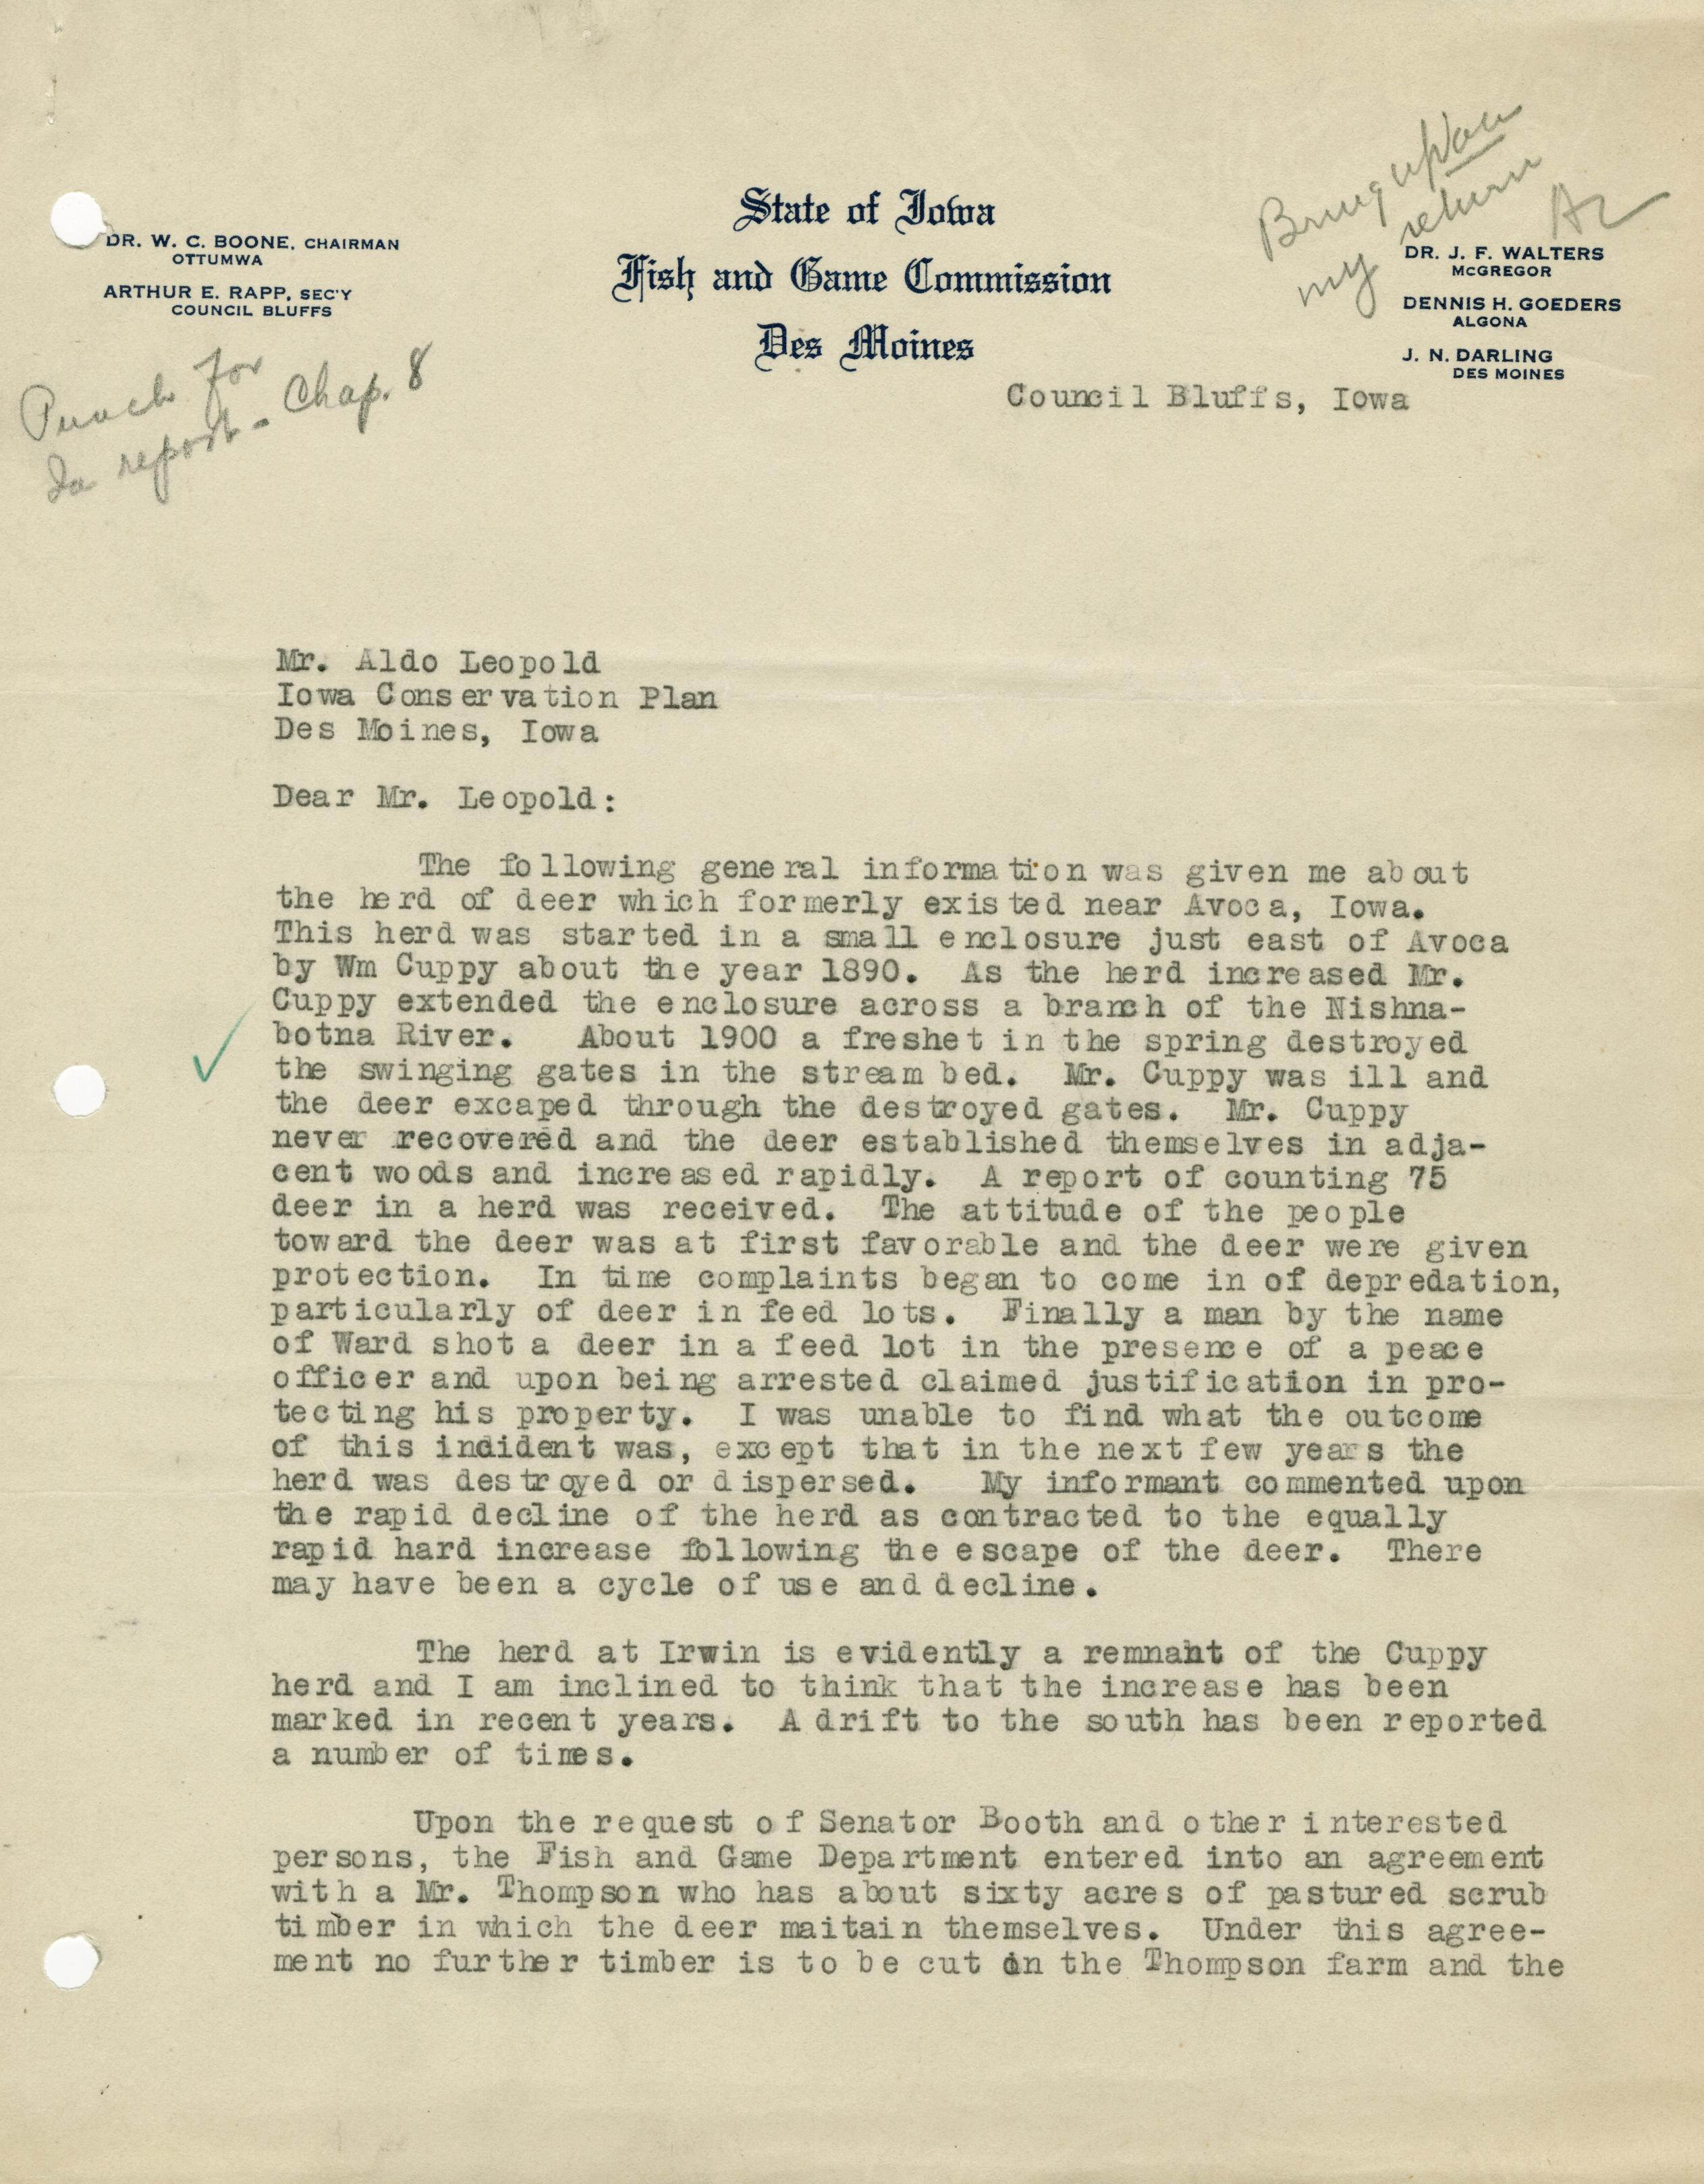 Bring up on
my return
AL
State of Iowa
Fish and Game Commission
Des Moines
DR. W. C. BOONE, CHAIRMAN
OTTUMWA
ARTHUR E. RAPP, SEC'Y
COUNCIL BLUFFS
DR. J. F. WALTERS
MCGREGOR
DENNIS H. GOEDERS
ALGONA
J. N. DARLING
DES MOINES
Punch for
Ia report - Chap. 8
Council Bluffs, Iowa
Mr. Aldo Leopold
Iowa Conservation Plan
Des Moines, Iowa
Dear Mr. Leopold:
The following general information was given me about
the herd of deer which formerly existed near Avoca, Iowa.
This herd was started in a small enclosure just east of Avoca
by Wm Cuppy about the year 1890. As the herd increased Mr.
Cuppy extended the enclosure across a branch of the Nishna-
botna River. About 1900 a freshet in the spring destroyed
the swinging gates in the stream bed. Mr. Cuppy was ill and
the deer excaped through the destroyed gates. Mr. Cuppy
never recovered and the deer established themselves in adja-
cent woods and increased rapidly. A report of counting 75
deer in a herd was received. The attitude of the people
toward the deer was at first favorable and the deer were given
protection. In time complaints began to come in of depredation,
particularly of deer in feed lots. Finally a man by the name
of Ward shot a deer in a feed lot in the presence of a peace
officer and upon being arrested claimed justification in pro-
tecting his property. I was unable to find what the outcome
of this indident was, except that in the next few years the
herd was destroyed or dispersed. My informant commented upon
the rapid decline of the herd as contracted to the equally
rapid hard increase following the escape of the deer. There
may have been a cycle of use and decline.
The herd at Irwin is evidently a remnant of the Cuppy
herd and I am inclined to think that the increase has been
marked in recent years. A drift to the south has been reported
a number of times.
Upon the request of Senator Booth and other interested
persons, the Fish and Game Department entered into an agreement
with a Mr. Thompson who has about sixty acres of pastured scrub
timber in which the deer maitain themselves. Under this agree-
ment no further timber is to be cut on the Thompson farm and the